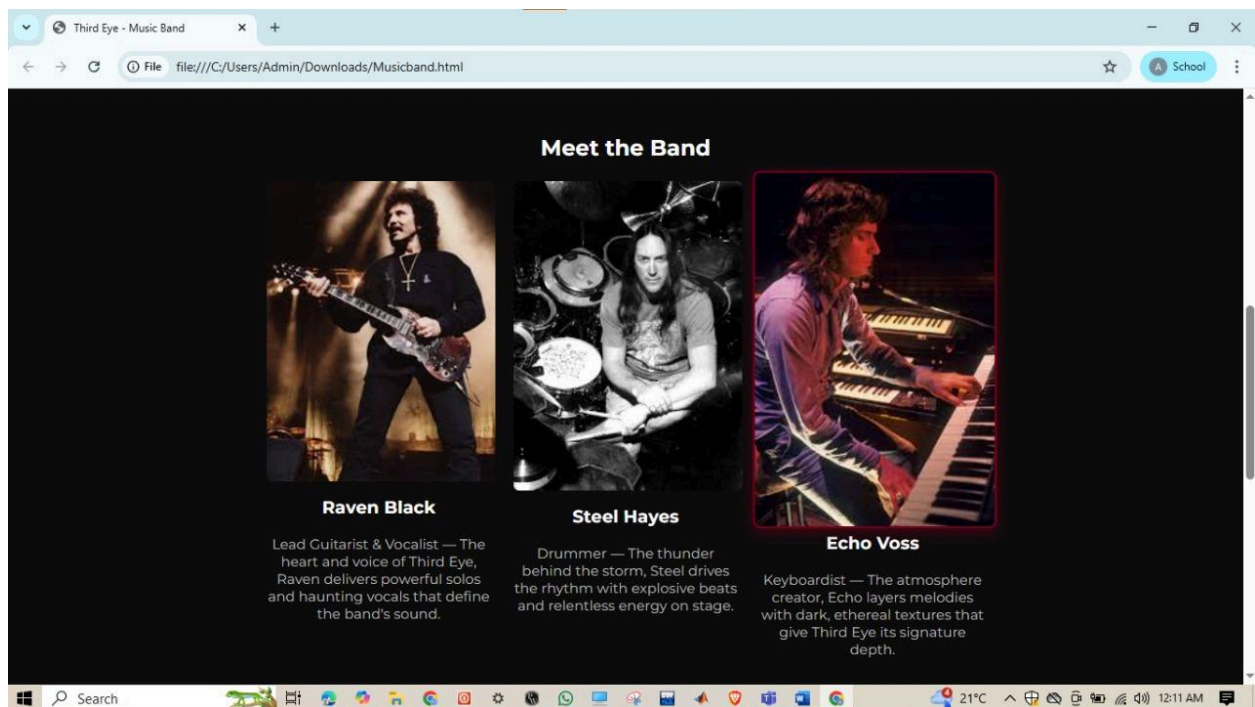 Third Eye - Music Band
File file:///C:/Users/Admin/Downloads/Musicband.html
A School
Meet the Band
Raven Black
Lead Guitarist & Vocalist — The
heart and voice of Third Eye,
Raven delivers powerful solos
and haunting vocals that define
the band's sound.
Steel Hayes
Drummer — The thunder
behind the storm, Steel drives
the rhythm with explosive beats
and relentless energy on stage.
Echo Voss
Keyboardist — The atmosphere
creator, Echo layers melodies
with dark, ethereal textures that
give Third Eye its signature
depth.
Search
4
21°C
12:11 AM